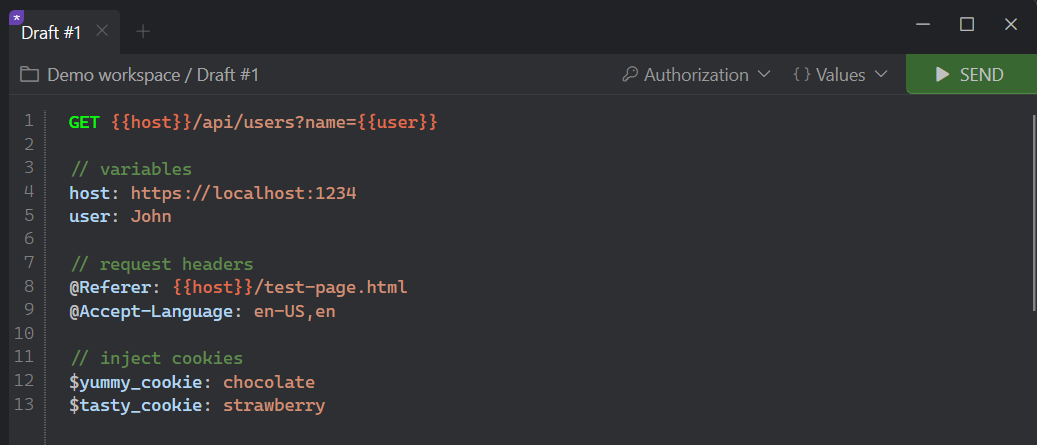 *
Draft #1
Demo workspace / Draft #1
Authorization
{} Values
SEND
1 GET {{host}}/api/users?name={{user}}
2
3 // variables
4 host: https://localhost:1234
5 user: John
6
7 // request headers
8 @Referer: {{host}}/test-page.html
9 @Accept-Language: en-US,en
10
11 // inject cookies
12 $yummy_cookie: chocolate
13 $tasty_cookie: strawberry